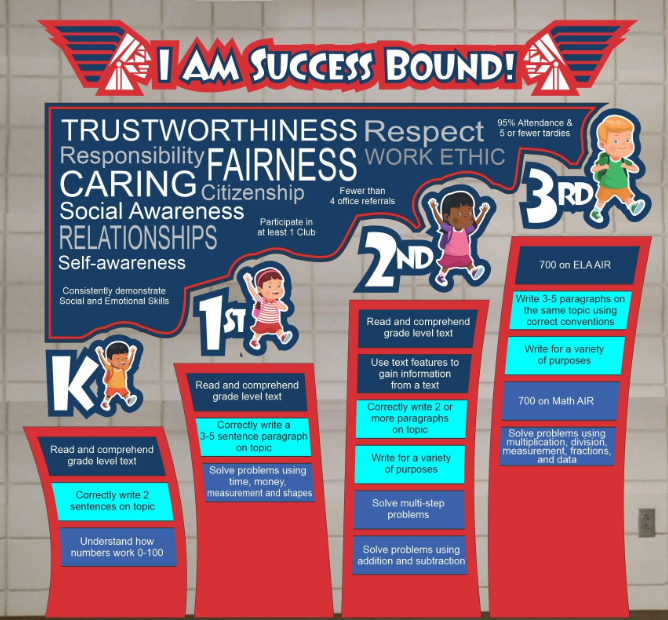 I AM SUCCESS BOUND!
TRUSTWORTHINESS Respect
95% Attendance &
5 or fewer tardies
Responsibility FAIRNESS WORK ETHIC
CARING Citizenship
Fewer than
4 office referrals
Social Awareness
Participate in
at least 1 Club
RELATIONSHIPS
Self-awareness
Consistently demonstrate
Social and Emotional Skills
K
Read and comprehend
grade level text
Correctly write 2
sentences on topic
Understand how
numbers work 0-100
1ST
Read and comprehend
grade level text
Correctly write a
3-5 sentence paragraph
on topic
Solve problems using
time, money,
measurement and shapes
2ND
Read and comprehend
grade level text
Use text features to
gain information
from a text
Correctly write 2 or
more paragraphs
on topic
Write for a variety
of purposes
Solve multi-step
problems
Solve problems using
addition and subtraction
3RD
700 on ELA AIR
Write 3-5 paragraphs on
the same topic using
correct conventions
Write for a variety
of purposes
700 on Math AIR
Solve problems using
multiplication, division,
measurement, fractions,
and data